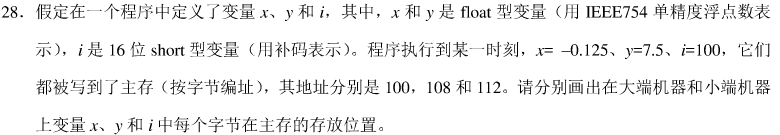 28. 假定在一个程序中定义了变量 x、y 和 i，其中，x 和 y 是 float 型变量（用 IEEE754 单精度浮点数表
示），i 是 16 位 short 型变量（用补码表示）。程序执行到某一时刻，x= –0.125、y=7.5、i=100，它们
都被写到了主存（按字节编址），其地址分别是 100，108 和 112。请分别画出在大端机器和小端机器
上变量 x、y 和 i 中每个字节在主存的存放位置。